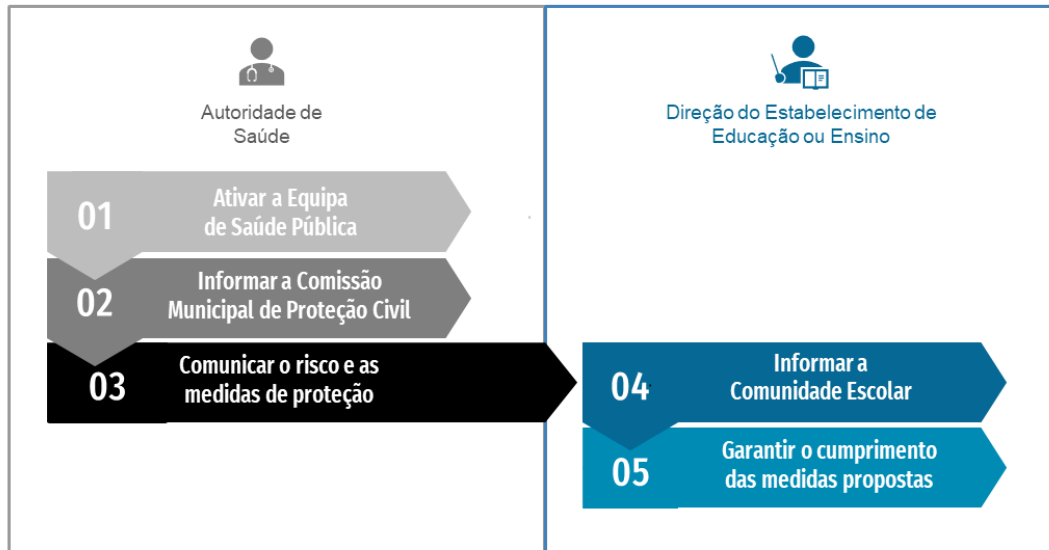 Autoridade de
Saúde
01
Ativar a Equipa
de Saúde Pública
02
Informar a Comissão
Municipal de Proteção Civil
03
Comunicar o risco e as
medidas de proteção
Direção do Estabelecimento de
Educação ou Ensino
04
Informar a
Comunidade Escolar
05
Garantir o cumprimento
das medidas propostas